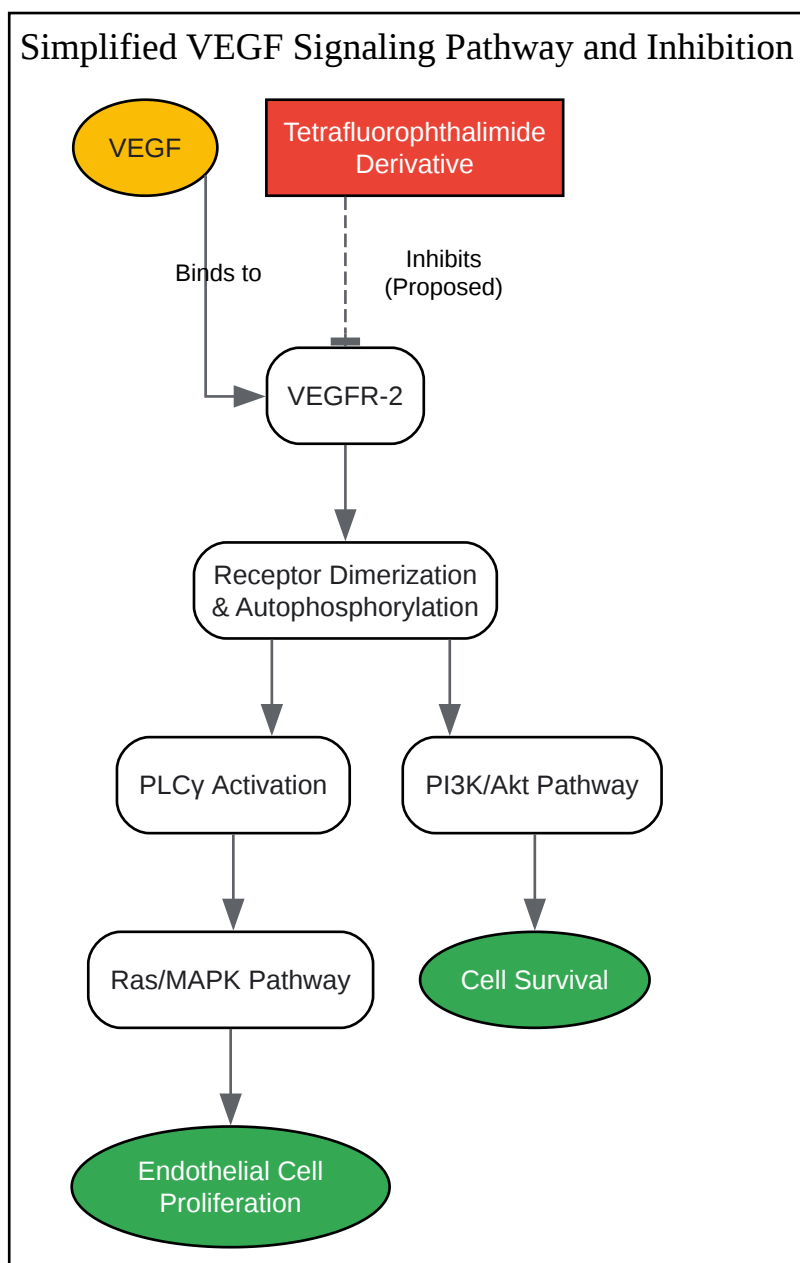 Simplified VEGF Signaling Pathway and Inhibition
VEGF
Tetrafluorophthalimide
Derivative
Binds to
Inhibits
(Proposed)
VEGFR-2
Receptor Dimerization
& Autophosphorylation
PLCγ Activation
PI3K/Akt Pathway
Ras/MAPK Pathway
Cell Survival
Endothelial Cell
Proliferation